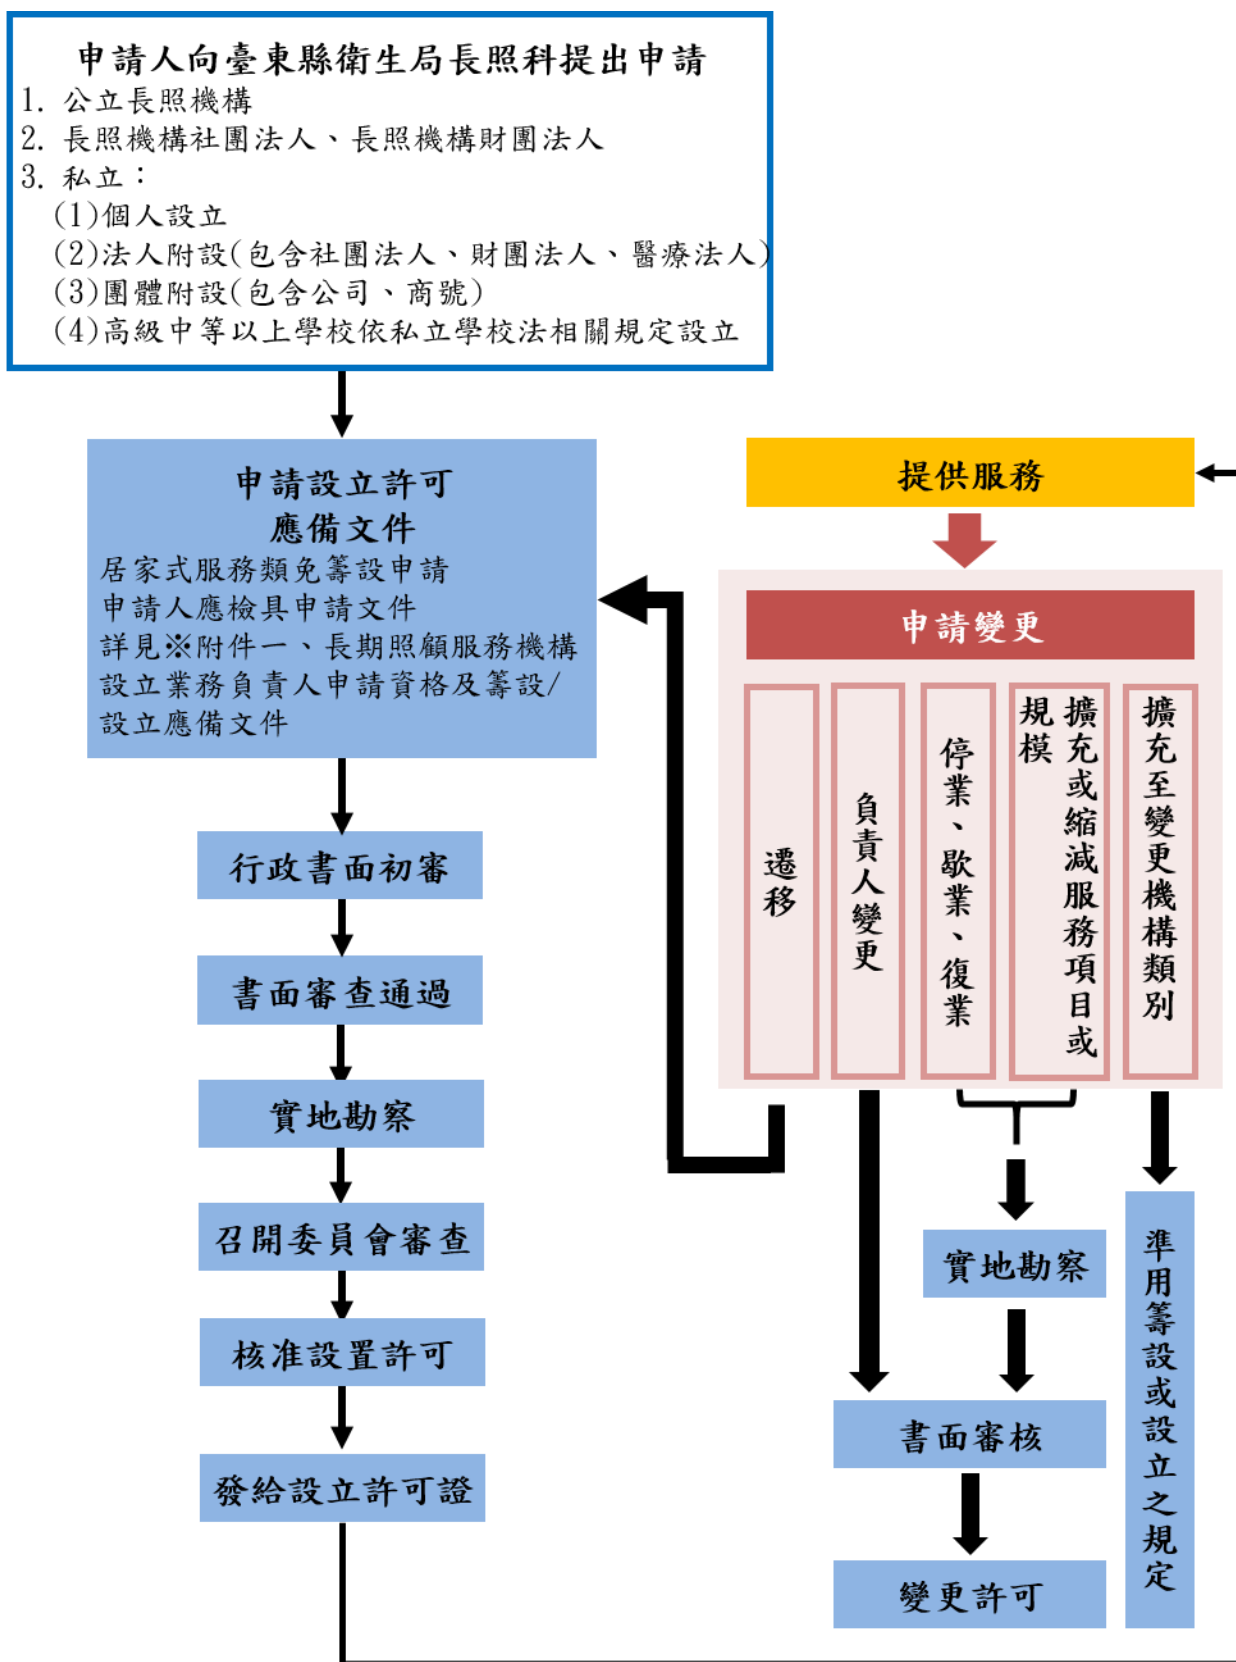 申請人向臺東縣衛生局長照科提出申請
1. 公立長照機構
2. 長照機構社團法人、長照機構財團法人
3. 私立：
(1)個人設立
(2)法人附設(包含社團法人、財團法人、醫療法人)
(3)團體附設(包含公司、商號)
(4)高級中等以上學校依私立學校法相關規定設立
申請設立許可
應備文件
居家式服務類免籌設申請
申請人應檢具申請文件
詳見※附件一、長期照顧服務機構
設立業務負責人申請資格及籌設/
設立應備文件
行政書面初審
書面審查通過
實地勘察
召開委員會審查
核准設置許可
發給設立許可證
提供服務
申請變更
遷移
負責人變更
停業、歇業、復業
擴充或縮減服務項目或
規模
擴充至變更機構類別
實地勘察
書面審核
變更許可
準用籌設或設立之規定